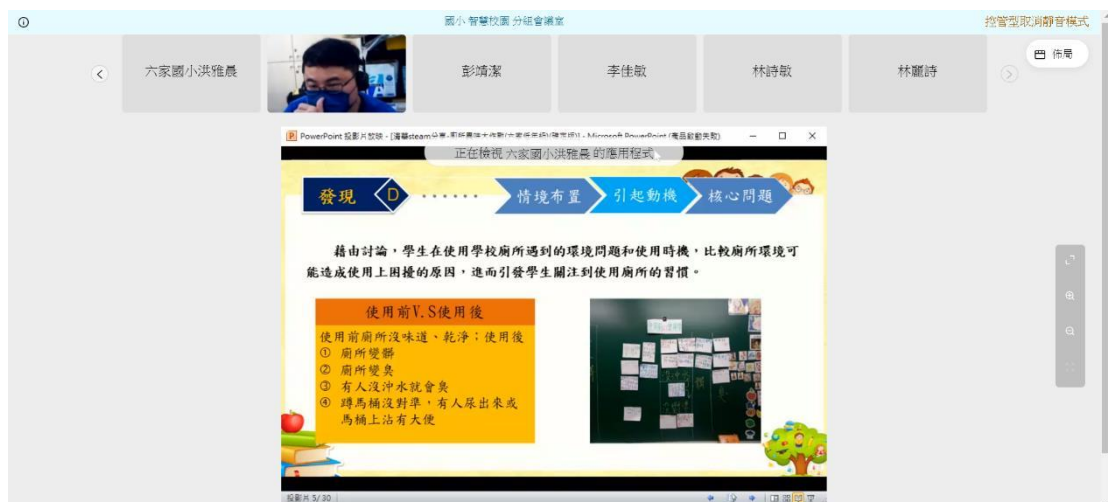 國小 智慧校園 分組會議室
控管型取消靜音模式
六家國小洪雅晨
彭靖潔
李佳敏
林詩敏
林麗詩
佈局
正在檢視 六家國小洪雅晨 的應用程式
發現
D
情境布置
引起動機
核心問題
藉由討論,學生在使用學校廁所遇到的環境問題和使用時機,比較廁所環境可
能造成使用上困擾的原因,進而引發學生關注到使用廁所的習慣。
使用前V.S使用後
使用前廁所沒味道、乾淨;使用後
① 廁所變髒
② 廁所變臭
③ 有人沒沖水就會臭
④ 蹲馬桶沒對準,有人尿出來或
馬桶上沾有大便
投影片 5/30